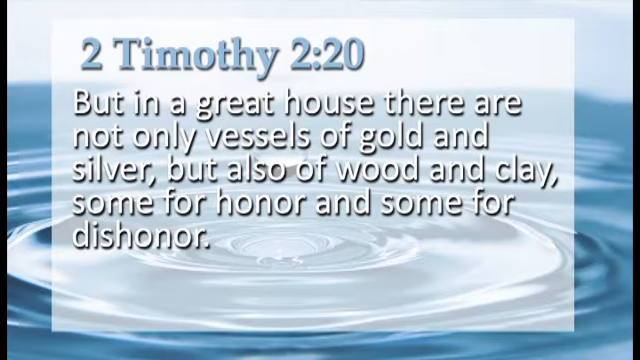 2 Timothy 2:20
But in a great house there are
not only vessels of gold and
silver, but also of wood and clay,
some for honor and some for
dishonor.